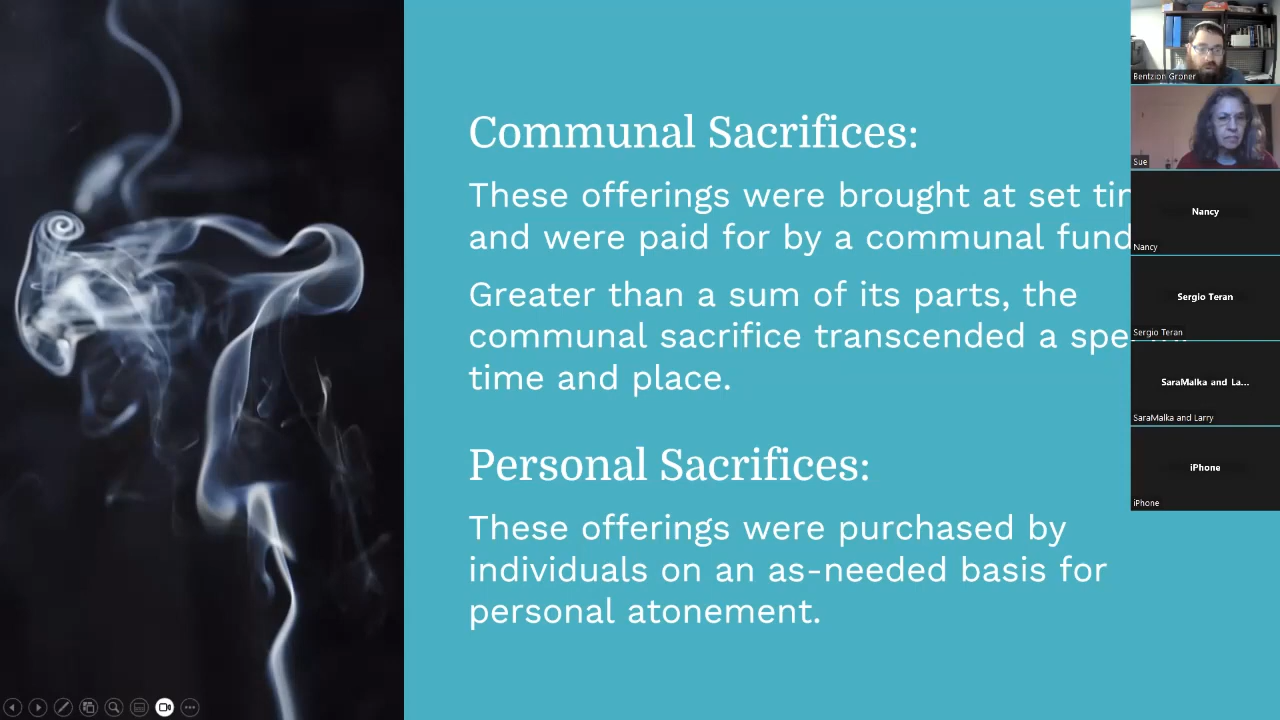 Communal Sacrifices:
These offerings were brought at set
and were paid for by a communal fund
Greater than a sum of its parts, the
communal sacrifice transcended a
time and place.
Personal Sacrifices:
These offerings were purchased by
individuals on an as-needed basis for
personal atonement.
Bentzion Groner
Sue
Nancy
Nancy
Sergio Teran
Sergio Teran
SaraMalka and La...
SaraMalka and Larry
iPhone
iPhone